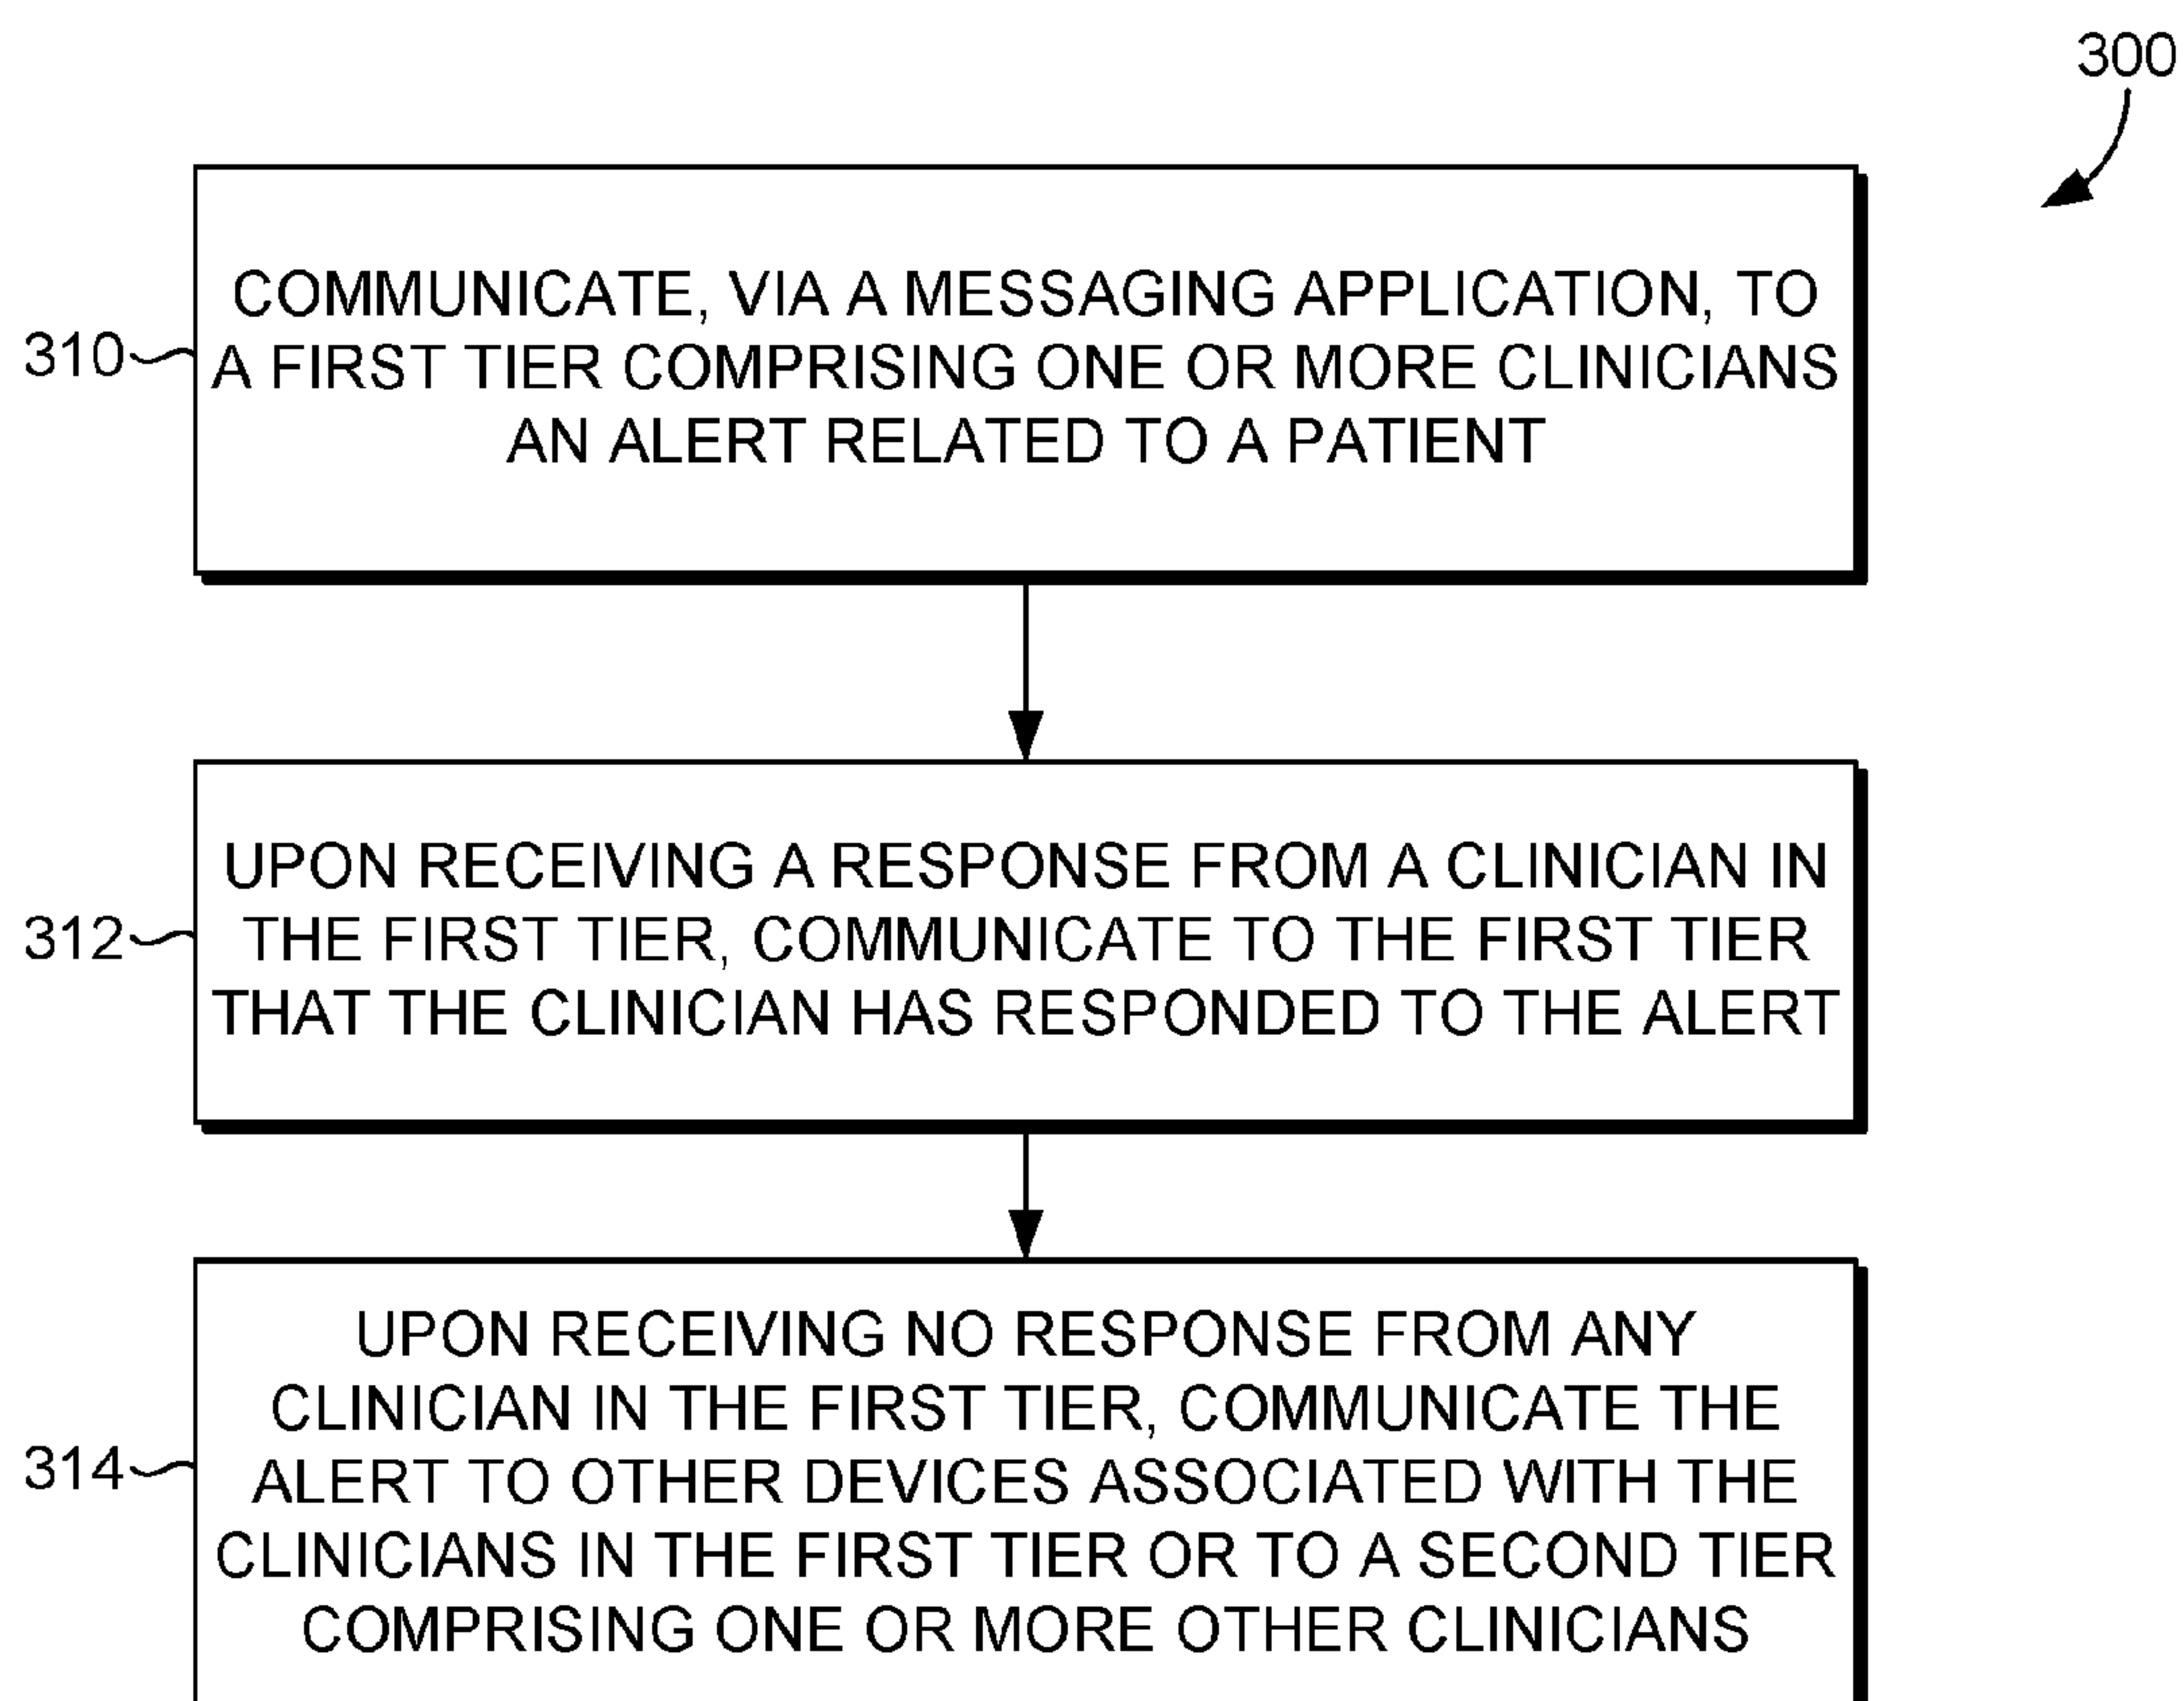 300
COMMUNICATE, VIA A MESSAGING APPLICATION, TO
310 A FIRST TIER COMPRISING ONE OR MORE CLINICIANS
AN ALERT RELATED TO A PATIENT
UPON RECEIVING A RESPONSE FROM A CLINICIAN IN
312 THE FIRST TIER, COMMUNICATE TO THE FIRST TIER
THAT THE CLINICIAN HAS RESPONDED TO THE ALERT
UPON RECEIVING NO RESPONSE FROM ANY
CLINICIAN IN THE FIRST TIER, COMMUNICATE THE
314 ALERT TO OTHER DEVICES ASSOCIATED WITH THE
CLINICIANS IN THE FIRST TIER OR TO A SECOND TIER
COMPRISING ONE OR MORE OTHER CLINICIANS